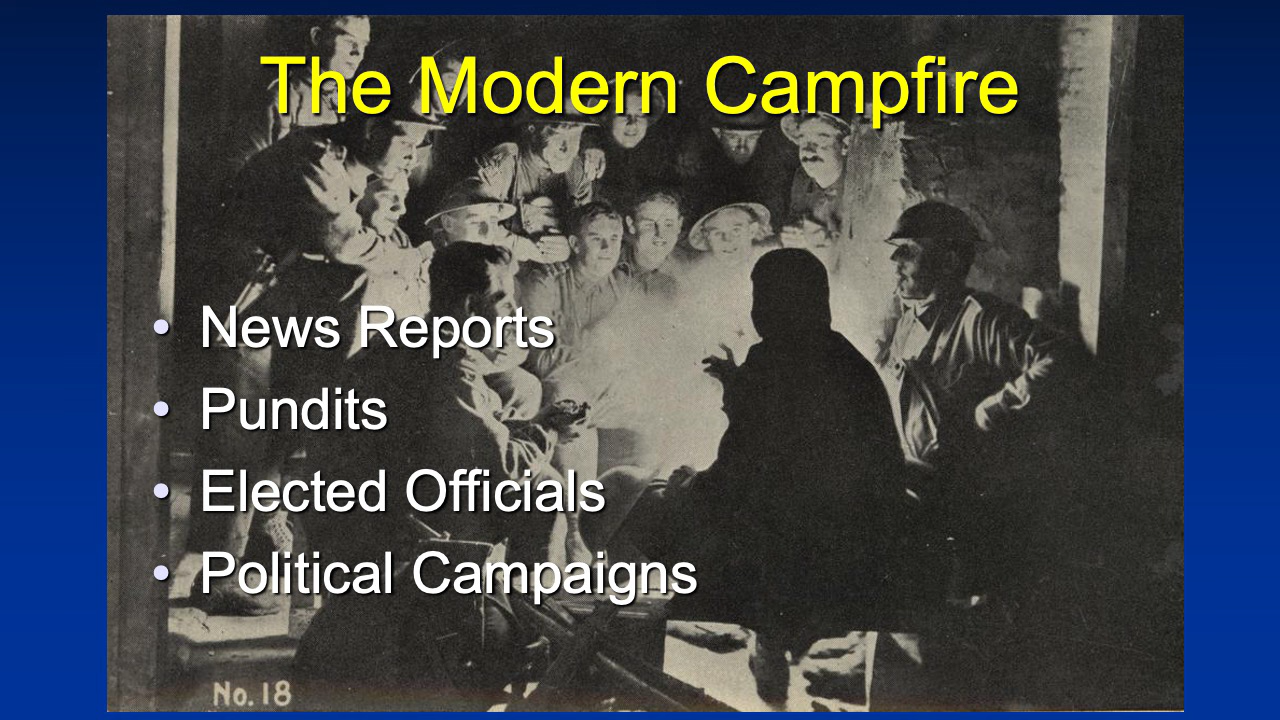 The Modern Campfire
• News Reports
• Pundits
• Elected Officials
• Political Campaigns
No. 18